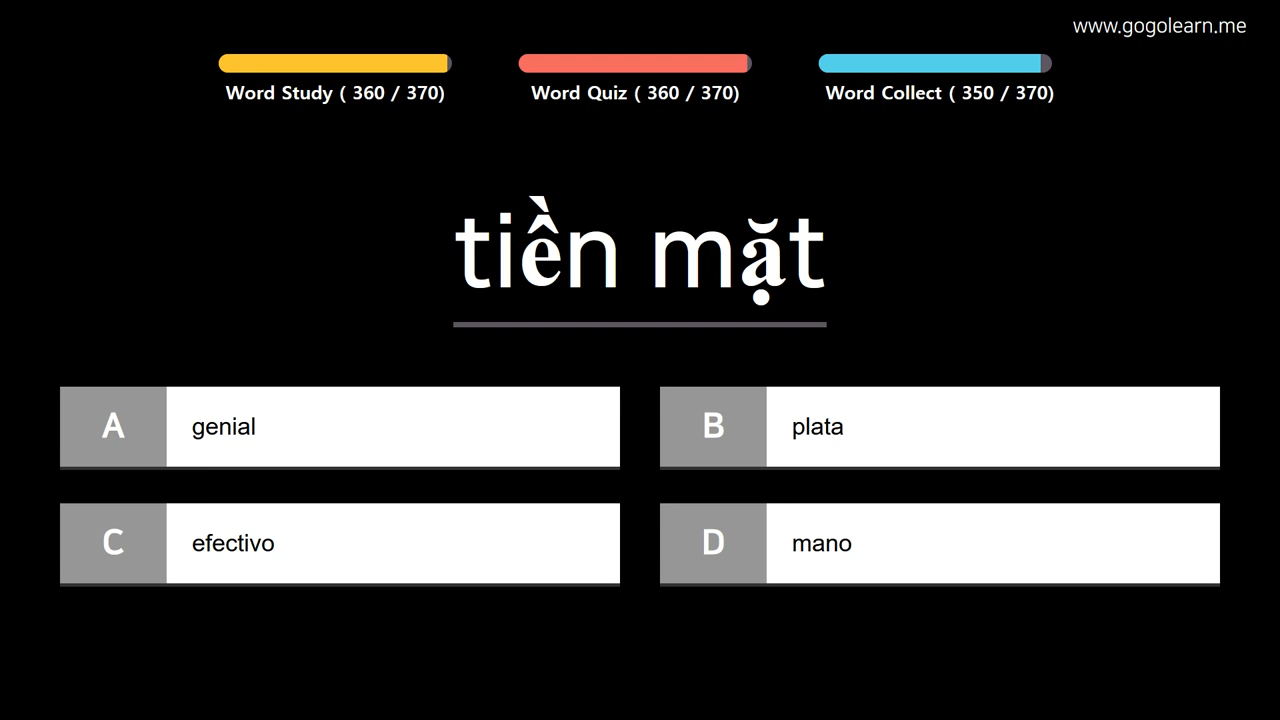 www.gogolearn.me
Word Study ( 360 / 370)
Word Quiz ( 360 / 370)
Word Collect ( 350 / 370)
tiền mặt
A genial
B plata
C efectivo
D mano